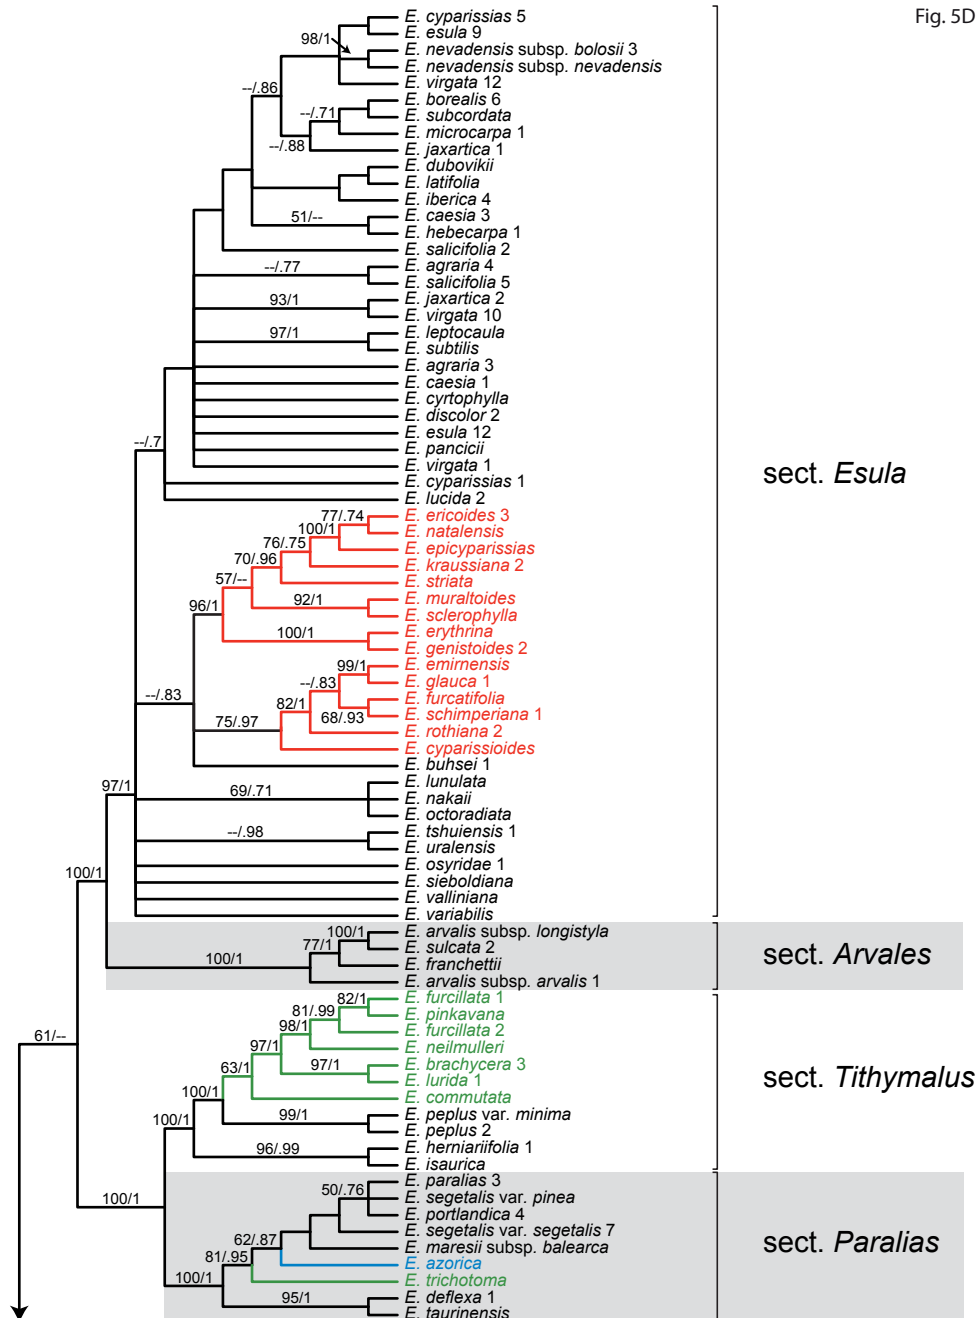 Fig. 5D
E. cyparissias 5
E. esula 9
98/1
E. nevadensis subsp. bolosii 3
E. nevadensis subsp. nevadensis
E. virgata 12
--/.86
E. borealis 6
--/.71
E. subcordata
E. microcarpa 1
--/.88
E. jaxartica 1
E. dubovikii
E. latifolia
E. iberica 4
51/--
E. caesia 3
E. hebecarpa 1
E. salicifolia 2
--/.77
E. agraria 4
E. salicifolia 5
93/1
E. jaxartica 2
E. virgata 10
97/1
E. leptocaula
E. subtilis
E. agraria 3
E. caesia 1
E. cyrtophylla
E. discolor 2
E. esula 12
--/.7
E. pancicii
E. virgata 1
sect. Esula
E. cyparissias 1
E. lucida 2
77/.74
E. ericoides 3
100/1
E. natalensis
76/.75
E. epicyparissias
70/.96
E. kraussiana 2
57/--
E. striata
96/1
92/1
E. muraltoides
E. sclerophylla
100/1
E. erythrina
E. genistoides 2
99/1
E. emirnensis
--/.83
E. glauca 1
--/.83
82/1
E. furcatifolia
68/.93
E. schimperiana 1
75/.97
E. rothiana 2
E. cyparissioides
E. buhsei 1
97/1
E. lunulata
69/.71
E. nakaii
E. octoradiata
--/.98
E. tshuiensis 1
E. uralensis
E. osyridae 1
100/1
E. sieboldiana
E. valliniana
E. variabilis
100/1
E. arvalis subsp. longistyla
77/1
E. sulcata 2
100/1
E. franchettii
sect. Arvales
E. arvalis subsp. arvalis 1
82/1
E. furcillata 1
81/.99
E. pinkavana
98/1
E. furcillata 2
61/--
97/1
E. neilmulleri
63/1
97/1
E. brachycera 3
E. lurida 1
sect. Tithymalus
100/1
E. commutata
99/1
E. peplus var. minima
100/1
E. peplus 2
96/.99
E. herniariifolia 1
E. isaurica
E. paralias 3
100/1
50/.76
E. segetalis var. pinea
E. portlandica 4
E. segetalis var. segetalis 7
62/.87
E. maresii subsp. balearca
sect. Paralias
81/.95
E. azorica
100/1
E. trichotoma
95/1
E. deflexa 1
E. taurinensis